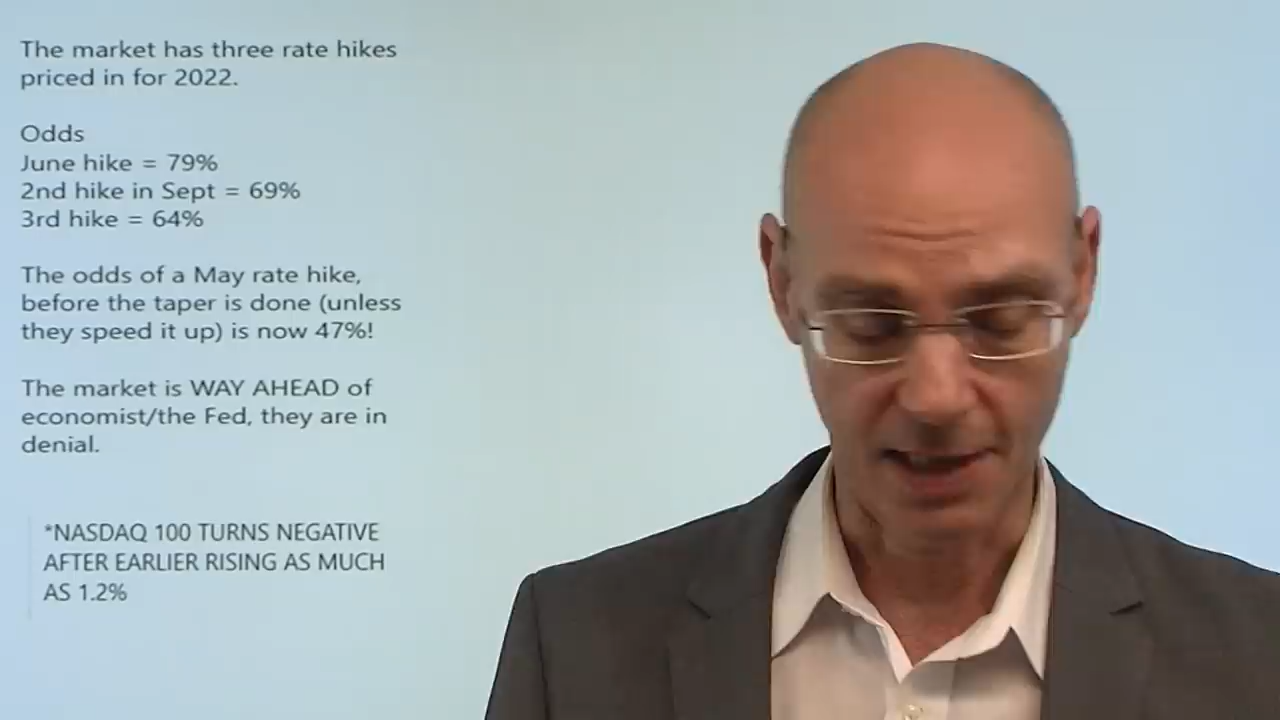 The market has three rate hikes
priced in for 2022.
Odds
June hike = 79%
2nd hike in Sept = 69%
3rd hike = 64%
The odds of a May rate hike,
before the taper is done (unless
they speed it up) is now 47%!
The market is WAY AHEAD of
economist/the Fed, they are in
denial.
*NASDAQ 100 TURNS NEGATIVE
AFTER EARLIER RISING AS MUCH
AS 1.2%